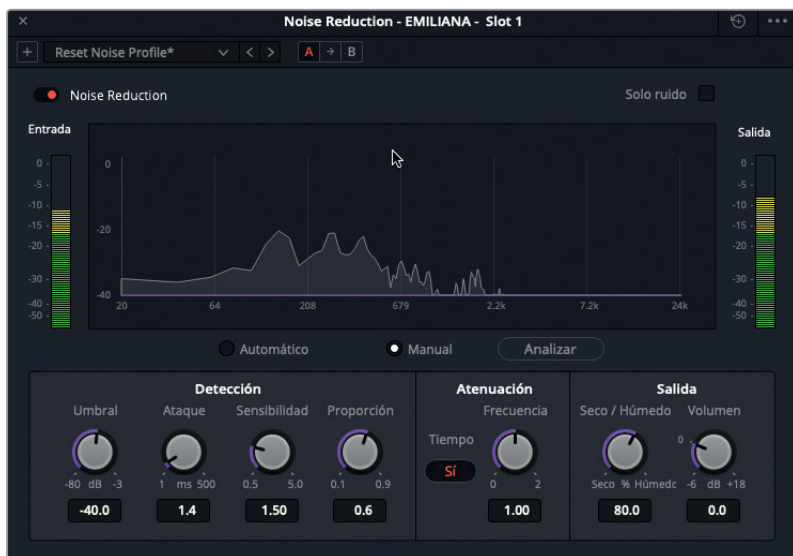 Noise Reduction - EMILIANA - Slot 1
Reset Noise Profile*
A
B
Noise Reduction
Solo ruido
Entrada
Salida
0
-5
-10
-15
-20
-30
-40
-50
0
-20
-40
20
64
208
679
2.2k
7.2k
24k
0
-5
-10
-15
-20
-30
-40
-50
Automático
Manual
Analizar
Detección
Umbral
Ataque
Sensibilidad
Proporción
-80 dB -3
1 ms 500
0.5 5.0
0.1 0.9
-40.0
1.4
1.50
0.6
Atenuación
Frecuencia
Tiempo
Sí
0 2
1.00
Salida
Seco / Húmedo
Volumen
0
Seco % Húmedc
-6 dB +18
80.0
0.0